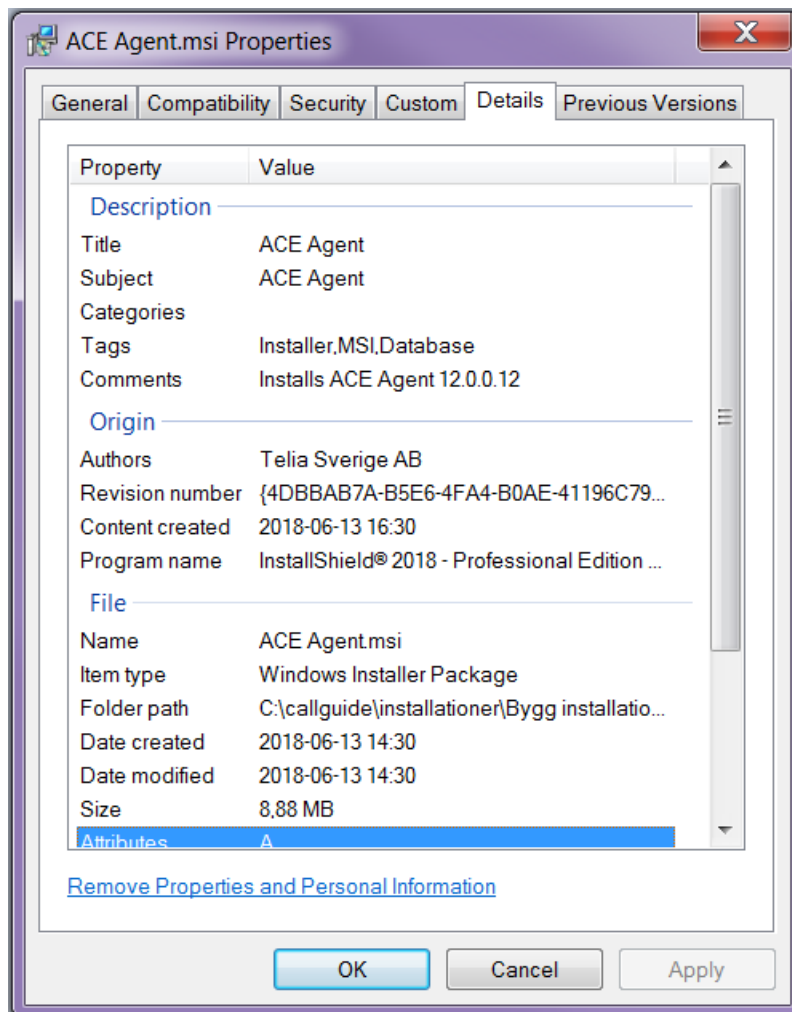 ACE Agent.msi Properties
General Compatibility Security Custom Details Previous Versions
Property Value
Description
Title ACE Agent
Subject ACE Agent
Categories
Tags Installer,MSI,Database
Comments Installs ACE Agent 12.0.0.12
Origin
Authors Telia Sverige AB
Revision number {4DBBAB7A-B5E6-4FA4-B0AE-41196C79...
Content created 2018-06-13 16:30
Program name InstallShield® 2018 - Professional Edition ...
File
Name ACE Agent.msi
Item type Windows Installer Package
Folder path C:\callguide\installationer\Bygg installatio...
Date created 2018-06-13 14:30
Date modified 2018-06-13 14:30
Size 8,88 MB
Attributes A
Remove Properties and Personal Information
OK Cancel Apply